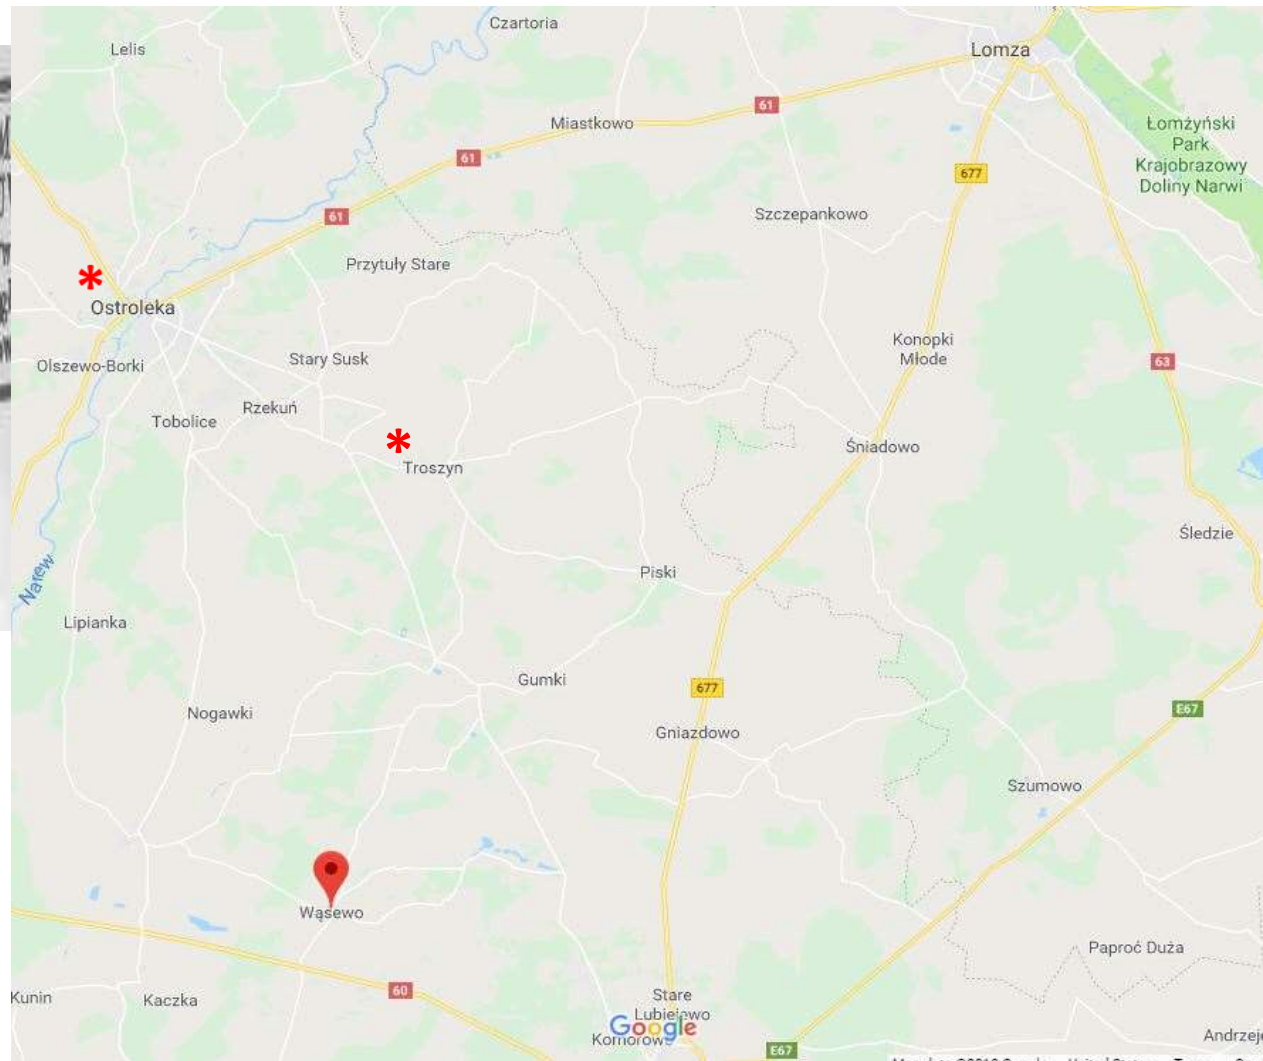 Czartoria
Lelis
Lomza
61
Miastkowo
Łomżyński
Park
Krajobrazowy
Doliny Narwi
61
677
61
Szczepankowo
Przytuły Stare
*
Ostroleka
Konopki
Młode
Stary Susk
Olszewo-Borki
63
Rzekuń
Tobolice
*
Śniadowo
Troszyn
Śledzie
Piski
Narew
Lipianka
Gumki
677
E67
Nogawki
Gniazdowo
Szumowo
Wąsewo
Paproć Duża
60
Kunin
Kaczka
Stare
Lubiejewo
Google
Komorowo
Andrzeje
E67